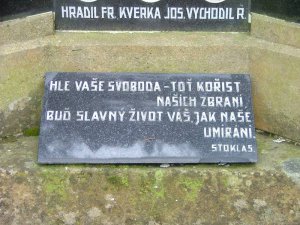 HRADIL FR. KVERKA JOS. VYCHODIL R.
HLE VAŠE SVOBODA - TOŤ KOŘIST
NAŠICH ZBRANÍ,
BUĎ SLAVNÝ ŽIVOT VÁŠ, JAK NAŠE
UMÍRÁNÍ
STOKLAS